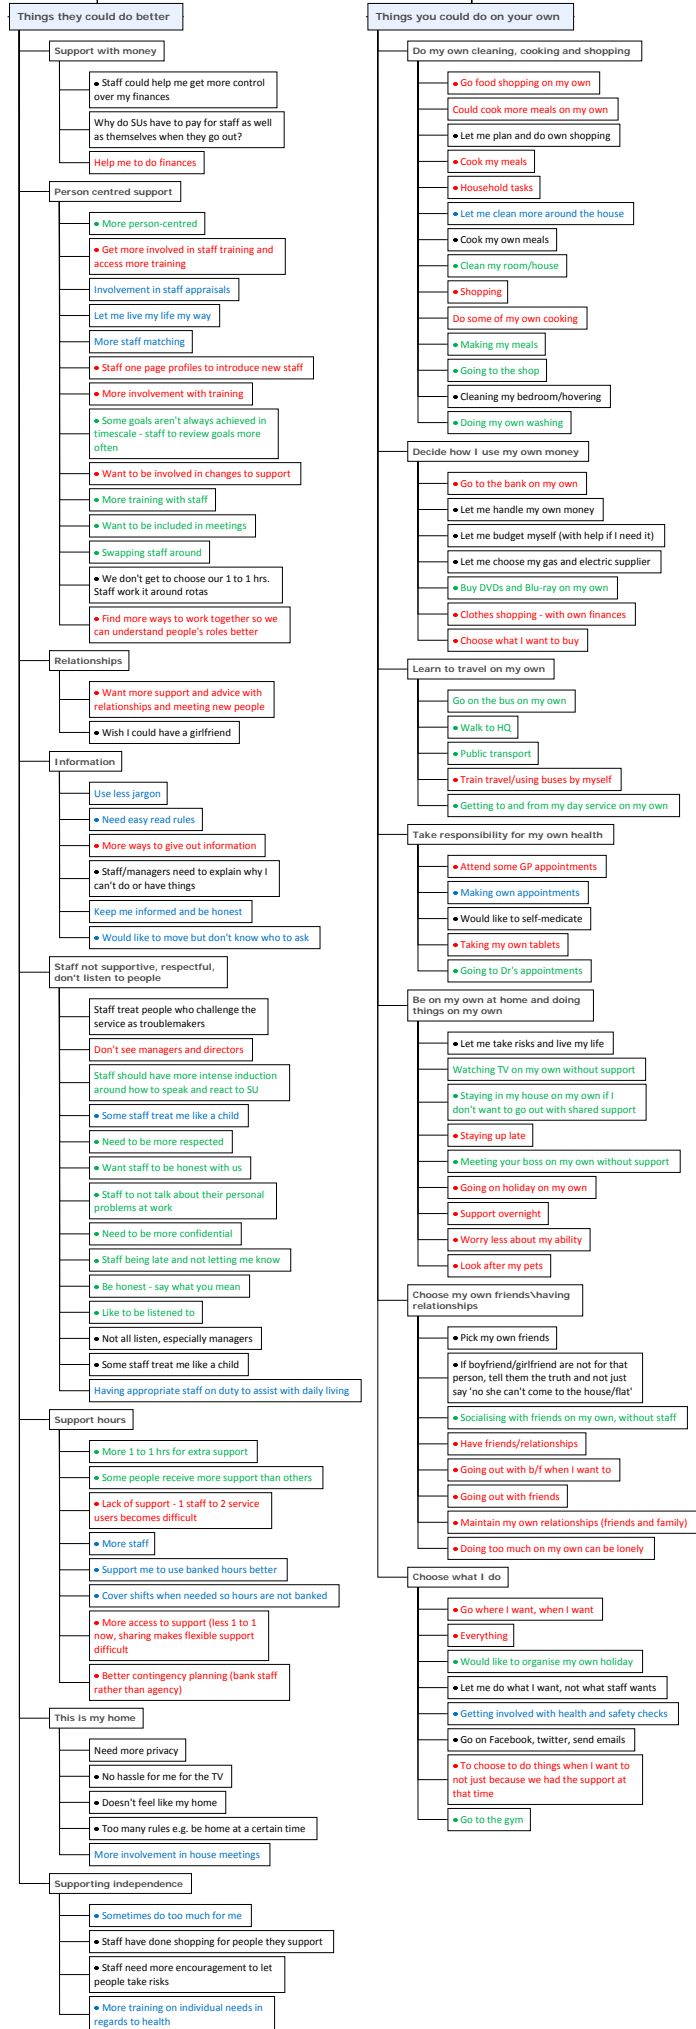 Things they could do better
Support with money
• Staff could help me get more control
over my finances
Why do SUs have to pay for staff as well
as themselves when they go out?
Help me to do finances
Person centred support
• More person-centred
• Get more involved in staff training and
access more training
Involvement in staff appraisals
Let me live my life my way
More staff matching
• Staff one page profiles to introduce new staff
• More involvement with training
• Some goals aren't always achieved in
timescale - staff to review goals more
often
• Want to be involved in changes to support
• More training with staff
• Want to be included in meetings
• Swapping staff around
• We don't get to choose our 1 to 1 hrs.
Staff work it around rotas
• Find more ways to work together so we
can understand people's roles better
Relationships
• Want more support and advice with
relationships and meeting new people
• Wish I could have a girlfriend
Information
Use less jargon
• Need easy read rules
• More ways to give out information
• Staff/managers need to explain why I
can't do or have things
Keep me informed and be honest
• Would like to move but don't know who to ask
Staff not supportive, respectful,
don't listen to people
Staff treat people who challenge the
service as troublemakers
Don't see managers and directors
Staff should have more intense induction
around how to speak and react to SU
• Some staff treat me like a child
• Need to be more respected
• Want staff to be honest with us
• Staff to not talk about their personal
problems at work
• Need to be more confidential
• Staff being late and not letting me know
• Be honest - say what you mean
• Like to be listened to
• Not all listen, especially managers
• Some staff treat me like a child
Having appropriate staff on duty to assist with daily living
Support hours
• More 1 to 1 hrs for extra support
• Some people receive more support than others
• Lack of support - 1 staff to 2 service
users becomes difficult
• More staff
• Support me to use banked hours better
• Cover shifts when needed so hours are not banked
• More access to support (less 1 to 1
now, sharing makes flexible support
difficult
• Better contingency planning (bank staff
rather than agency)
This is my home
Need more privacy
• No hassle for me for the TV
• Doesn't feel like my home
• Too many rules e.g. be home at a certain time
More involvement in house meetings
Supporting independence
• Sometimes do too much for me
• Staff have done shopping for people they support
• Staff need more encouragement to let
people take risks
• More training on individual needs in
regards to health
Things you could do on your own
Do my own cleaning, cooking and shopping
• Go food shopping on my own
Could cook more meals on my own
• Let me plan and do own shopping
• Cook my meals
• Household tasks
• Let me clean more around the house
• Cook my own meals
• Clean my room/house
• Shopping
Do some of my own cooking
• Making my meals
• Going to the shop
• Cleaning my bedroom/hovering
• Doing my own washing
Decide how I use my own money
• Go to the bank on my own
• Let me handle my own money
• Let me budget myself (with help if I need it)
• Let me choose my gas and electric supplier
• Buy DVDs and Blu-ray on my own
• Clothes shopping - with own finances
• Choose what I want to buy
Learn to travel on my own
Go on the bus on my own
• Walk to HQ
• Public transport
• Train travel/using buses by myself
• Getting to and from my day service on my own
Take responsibility for my own health
• Attend some GP appointments
• Making own appointments
• Would like to self-medicate
• Taking my own tablets
• Going to Dr's appointments
Be on my own at home and doing
things on my own
• Let me take risks and live my life
Watching TV on my own without support
• Staying in my house on my own if I
don't want to go out with shared support
• Staying up late
• Meeting your boss on my own without support
• Going on holiday on my own
• Support overnight
• Worry less about my ability
• Look after my pets
Choose my own friends\having
relationships
• Pick my own friends
• If boyfriend/girlfriend are not for that
person, tell them the truth and not just
say 'no she can't come to the house/flat'
• Socialising with friends on my own, without staff
• Have friends/relationships
• Going out with b/f when I want to
• Going out with friends
• Maintain my own relationships (friends and family)
• Doing too much on my own can be lonely
Choose what I do
• Go where I want, when I want
• Everything
• Would like to organise my own holiday
• Let me do what I want, not what staff wants
• Getting involved with health and safety checks
• Go on Facebook, twitter, send emails
• To choose to do things when I want to
not just because we had the support at
that time
• Go to the gym